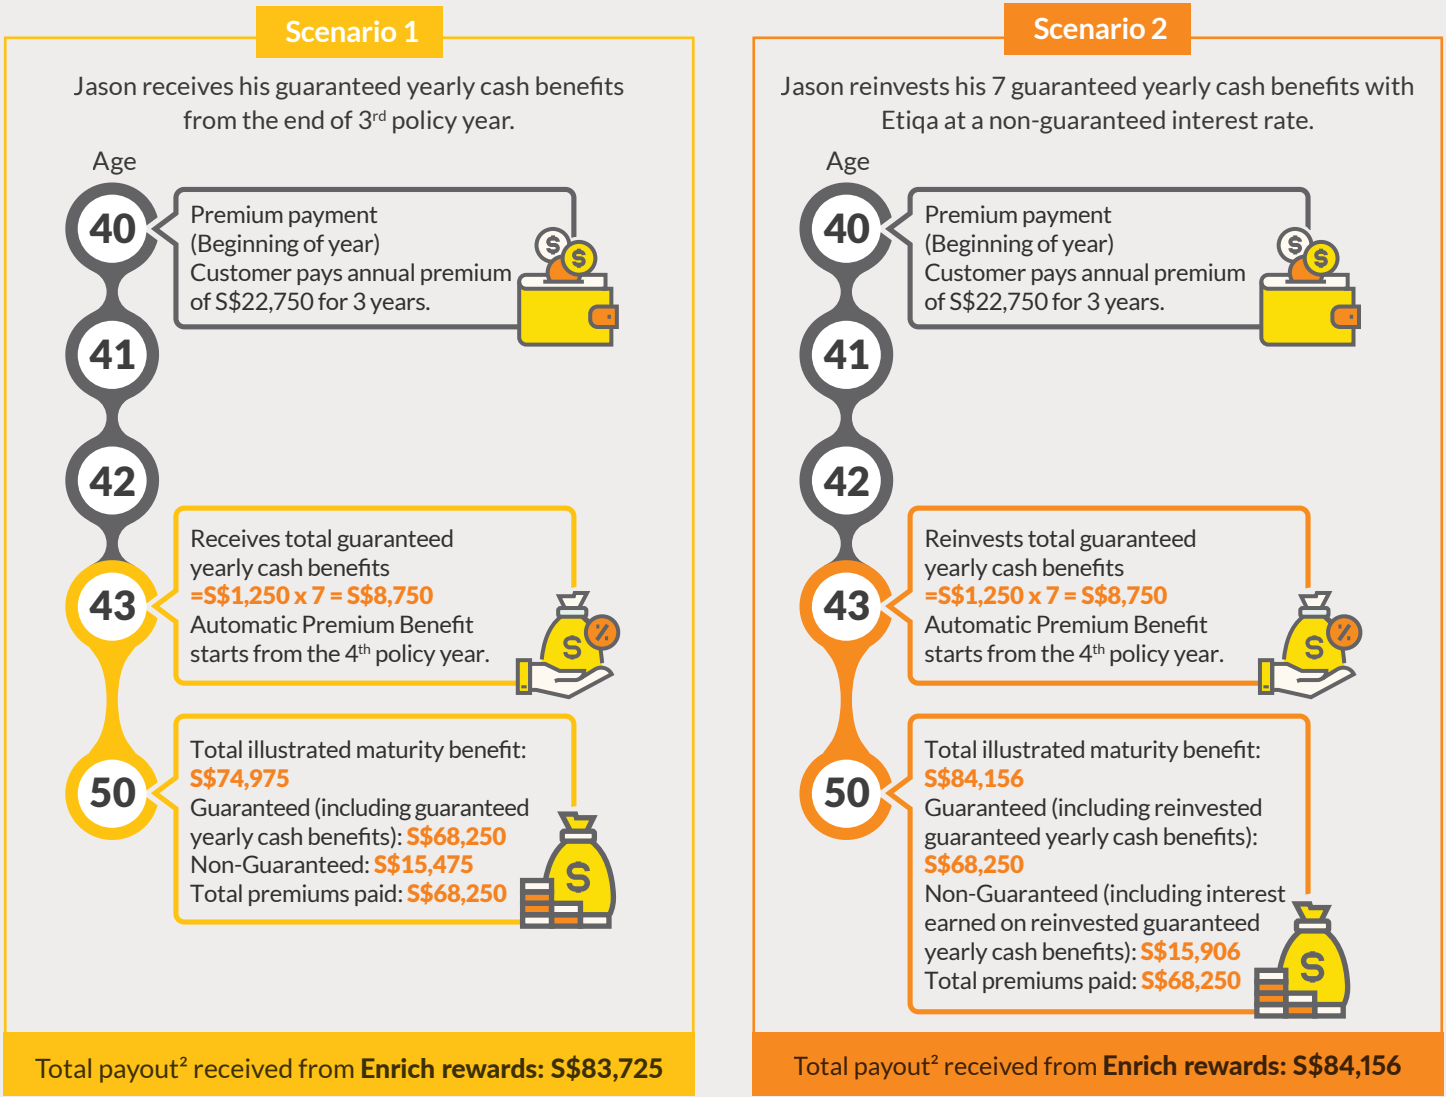 Scenario 1
Jason receives his guaranteed yearly cash benefits
from the end of 3rd policy year.
Age
40
Premium payment
(Beginning of year)
Customer pays annual premium
of S$22,750 for 3 years.
$
$
41
42
43
Receives total guaranteed
yearly cash benefits
=S$1,250 x 7 = S$8,750
Automatic Premium Benefit
starts from the 4th policy year.
$
%
50
Total illustrated maturity benefit:
S$74,975
Guaranteed (including guaranteed
yearly cash benefits): S$68,250
Non-Guaranteed: S$15,475
Total premiums paid: S$68,250
$
Total payout² received from Enrich rewards: S$83,725
Scenario 2
Jason reinvests his 7 guaranteed yearly cash benefits with
Etiqa at a non-guaranteed interest rate.
Age
40
Premium payment
(Beginning of year)
Customer pays annual premium
of S$22,750 for 3 years.
$
$
41
42
43
Reinvests total guaranteed
yearly cash benefits
=S$1,250 x 7 = S$8,750
Automatic Premium Benefit
starts from the 4th policy year.
$
%
50
Total illustrated maturity benefit:
S$84,156
Guaranteed (including reinvested
guaranteed yearly cash benefits):
S$68,250
Non-Guaranteed (including interest
earned on reinvested guaranteed
yearly cash benefits): S$15,906
Total premiums paid: S$68,250
$
Total payout² received from Enrich rewards: S$84,156